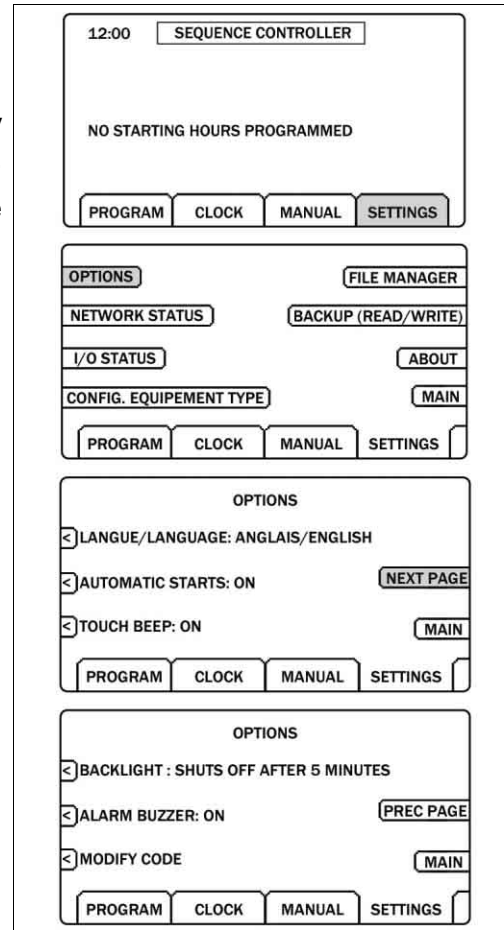 12:00 SEQUENCE CONTROLLER
NO STARTING HOURS PROGRAMMED
PROGRAM CLOCK MANUAL SETTINGS
OPTIONS FILE MANAGER
NETWORK STATUS BACKUP (READ/WRITE)
I/O STATUS ABOUT
CONFIG. EQUIPEMENT TYPE MAIN
PROGRAM CLOCK MANUAL SETTINGS
OPTIONS
< LANGUE/LANGUAGE: ANGLAIS/ENGLISH
< AUTOMATIC STARTS: ON NEXT PAGE
< TOUCH BEEP: ON MAIN
PROGRAM CLOCK MANUAL SETTINGS
OPTIONS
< BACKLIGHT : SHUTS OFF AFTER 5 MINUTES
< ALARM BUZZER: ON PREC PAGE
< MODIFY CODE MAIN
PROGRAM CLOCK MANUAL SETTINGS